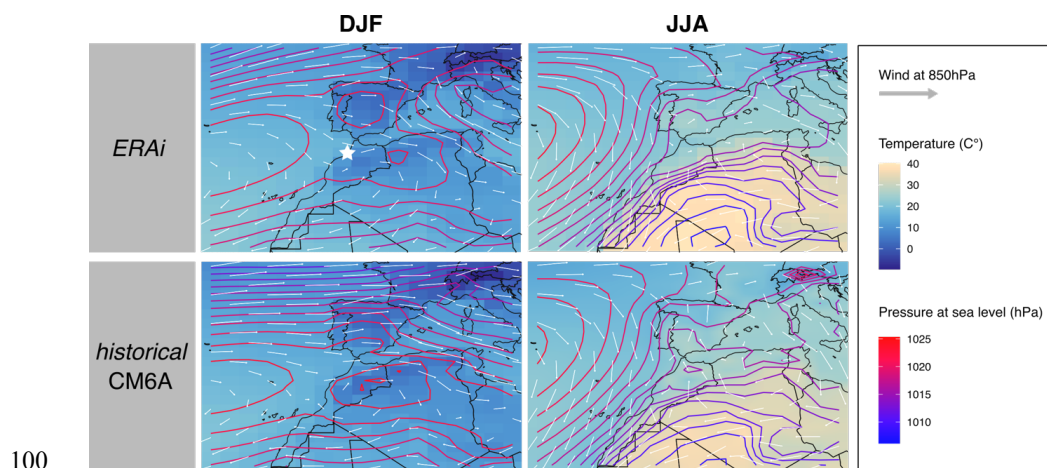 DJF
JJA
ERAi
historical
CM6A
Wind at 850hPa
Temperature (C°)
40
30
20
10
0
Pressure at sea level (hPa)
1025
1020
1015
1010
100